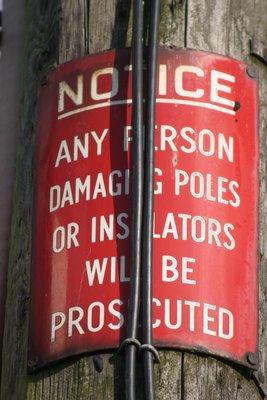 NOTICE
ANY PERSON
DAMAGING POLES
OR INSULATORS
WILL BE
PROSECUTED